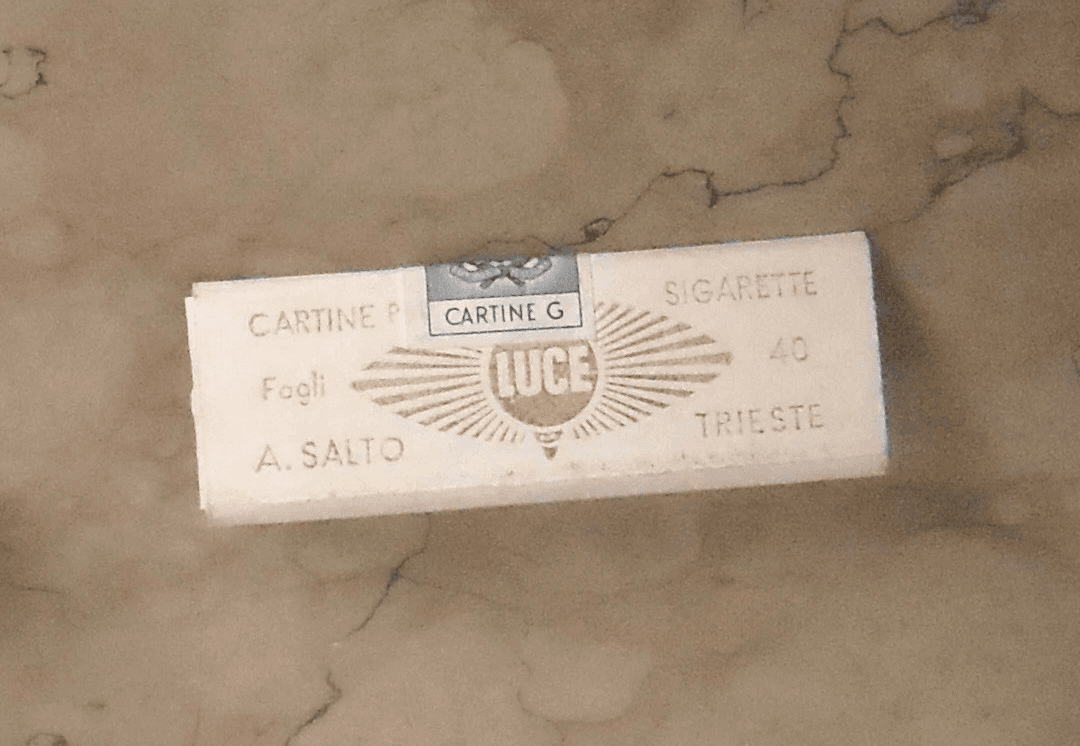 CARTINE P SIGARETTE
CARTINE G
Fogli 40
LUCE
A. SALTO TRIESTE